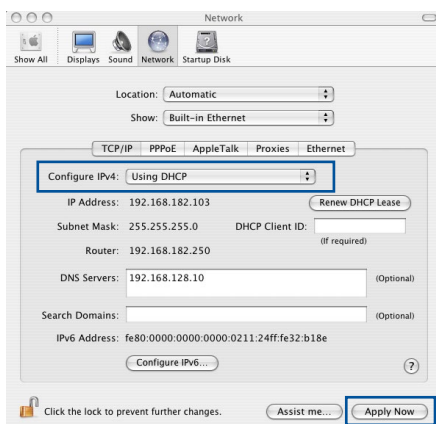 Network
Show All Displays Sound Network Startup Disk
Location: Automatic
Show: Built-in Ethernet
TCP/IP PPPoE AppleTalk Proxies Ethernet
Configure IPv4: Using DHCP
IP Address: 192.168.182.103 Renew DHCP Lease
Subnet Mask: 255.255.255.0 DHCP Client ID:
(If required)
Router: 192.168.182.250
DNS Servers: 192.168.128.10 (Optional)
Search Domains: (Optional)
IPv6 Address: fe80:0000:0000:0000:0211:24ff:fe32:b18e
Configure IPv6... ?
Click the lock to prevent further changes. Assist me... Apply Now